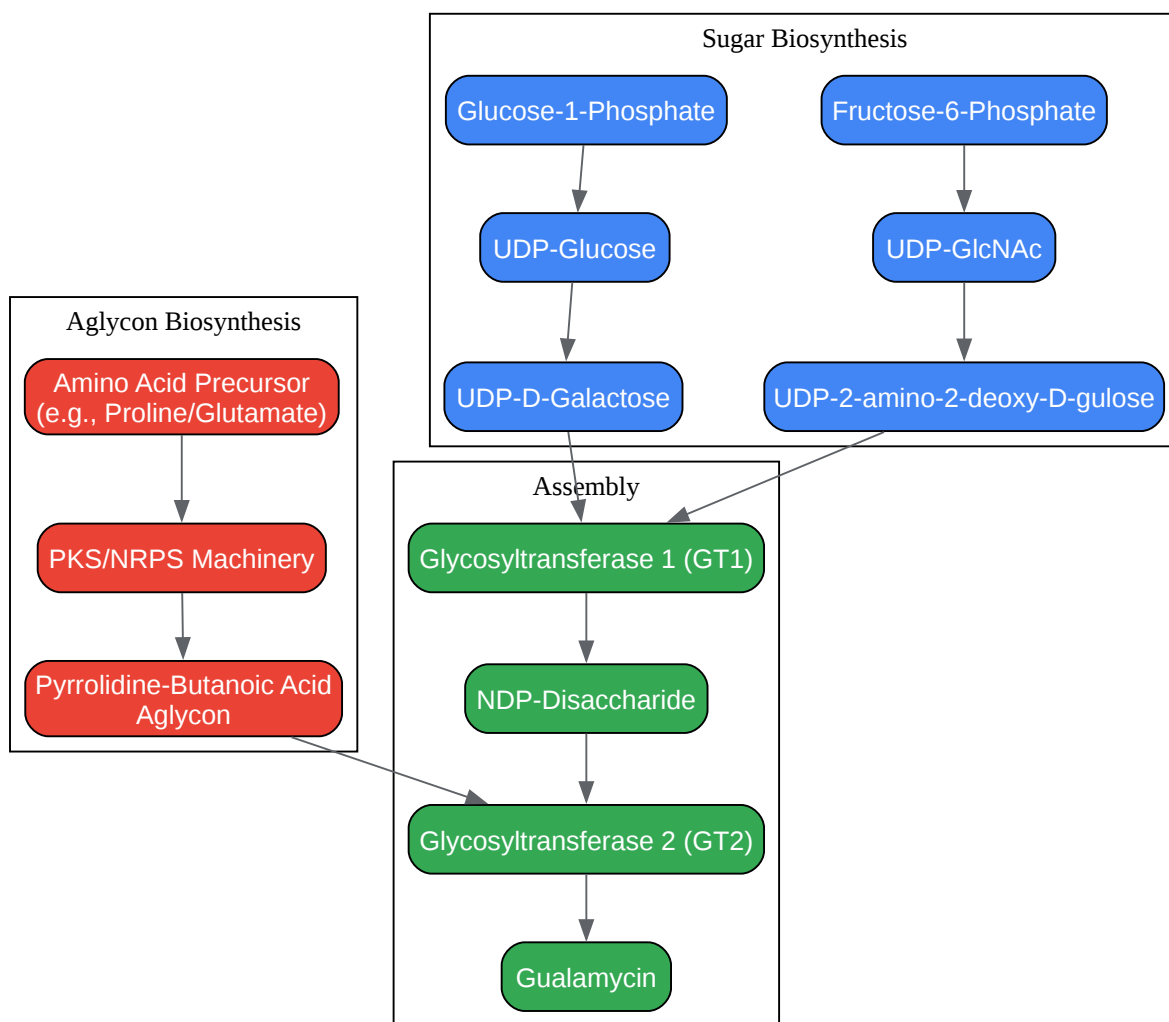 Sugar Biosynthesis
Glucose-1-Phosphate
Fructose-6-Phosphate
UDP-Glucose
UDP-GlcNAc
UDP-D-Galactose
UDP-2-amino-2-deoxy-D-gulose
Aglycon Biosynthesis
Amino Acid Precursor
(e.g., Proline/Glutamate)
PKS/NRPS Machinery
Pyrrolidine-Butanoic Acid
Aglycon
Assembly
Glycosyltransferase 1 (GT1)
NDP-Disaccharide
Glycosyltransferase 2 (GT2)
Gualamycin